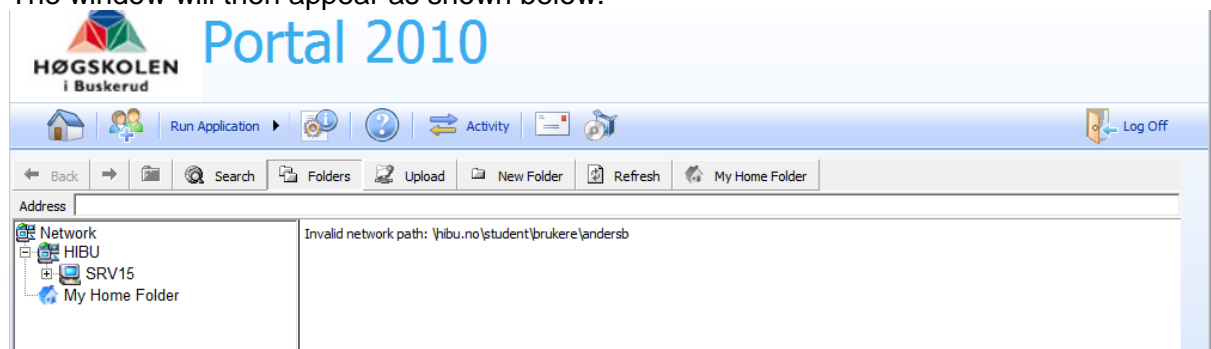 The window will then appear as shown below.
HØGSKOLEN
i Buskerud
Portal 2010
Run Application Activity Log Off
Back Search Folders Upload New Folder Refresh My Home Folder
Address
Network
HIBU
SRV15
My Home Folder
Invalid network path: \hibu.no\student\brukere\andersb